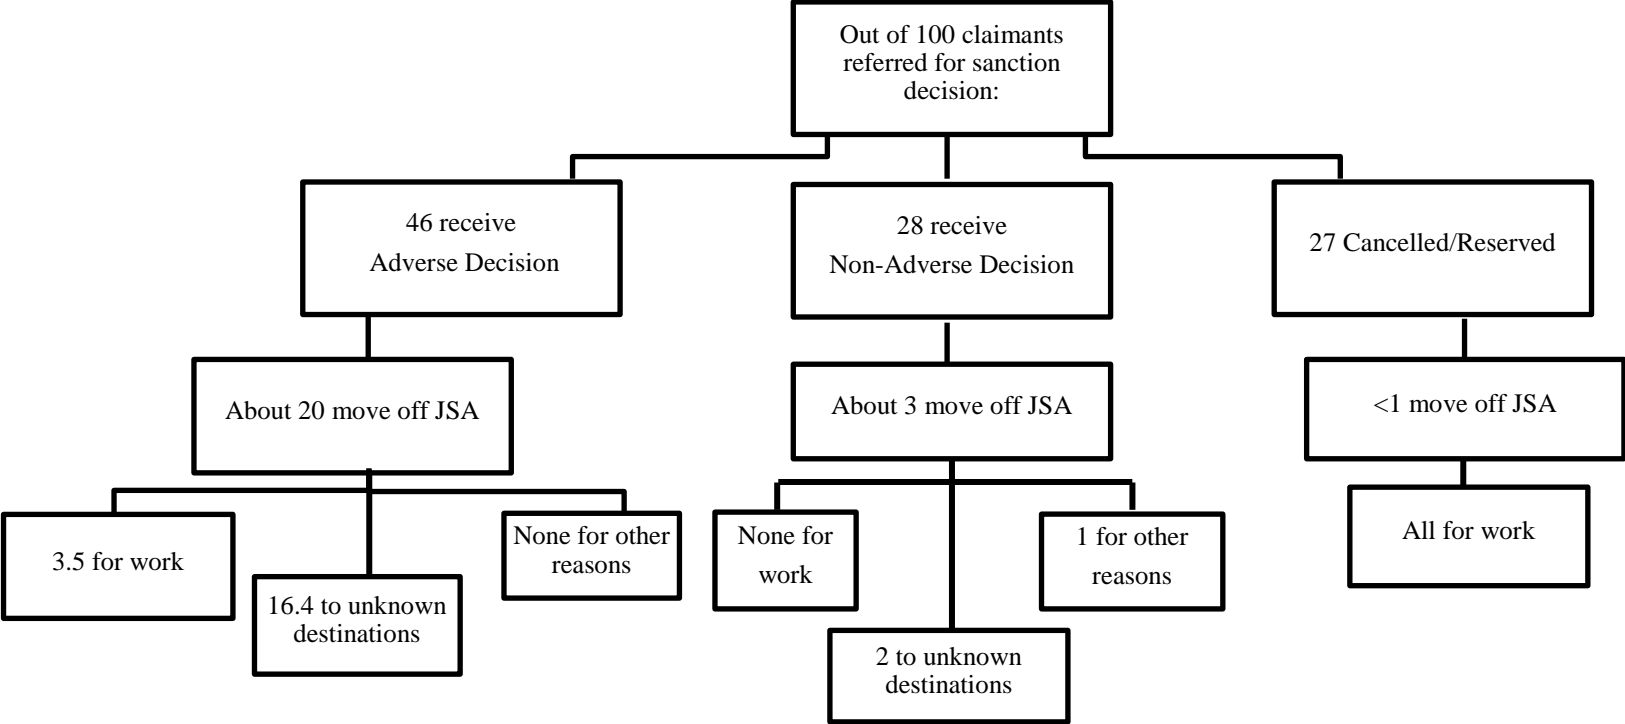 Out of 100 claimants
referred for sanction
decision:
46 receive
Adverse Decision
28 receive
Non-Adverse Decision
27 Cancelled/Reserved
About 20 move off JSA
About 3 move off JSA
<1 move off JSA
3.5 for work
16.4 to unknown
destinations
None for other
reasons
None for
work
2 to unknown
destinations
1 for other
reasons
All for work